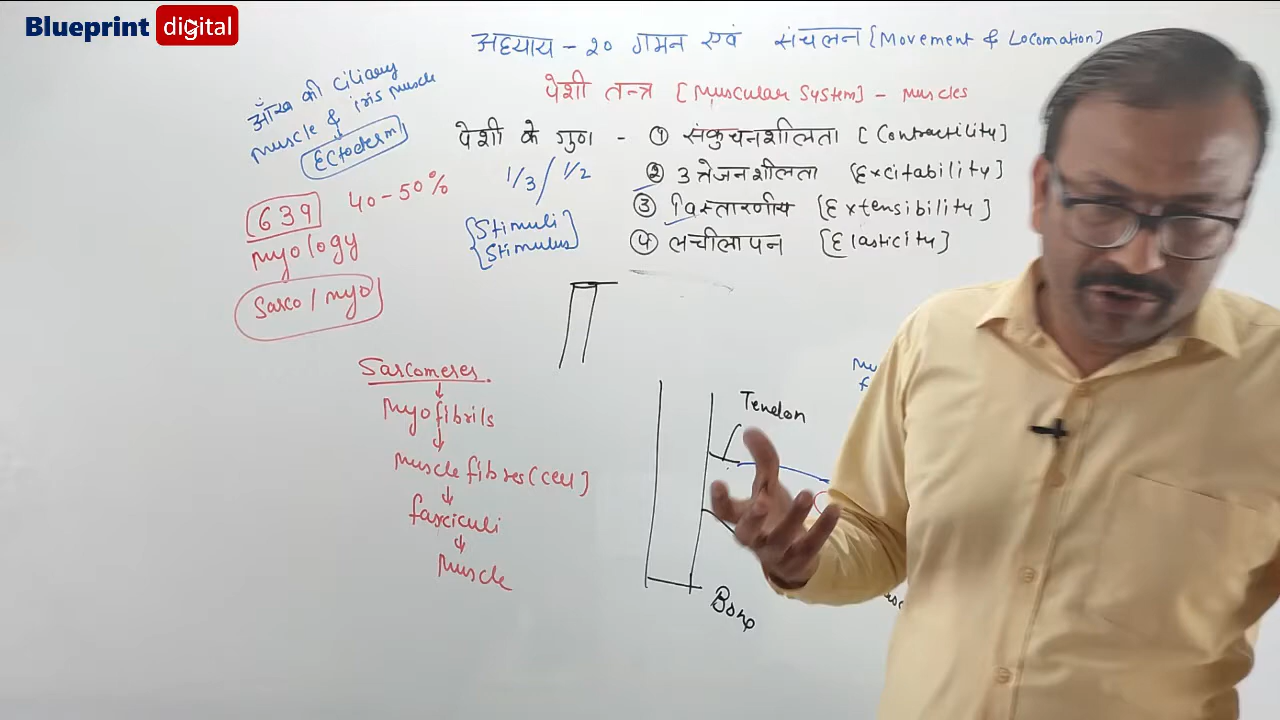 Blueprint digital
अध्याय - २० गमन एवं संचलन [Movement & Locomation]
पेशी तन्त्र [Muscular System] - Muscles
आँख की ciliary
muscle & iris muscle
Ectoderm
पेशी के गुण - ① संकुचनशीलता [Contractility]
② उत्तेजनशीलता [Excitability]
③ विस्तारणीय [Extensibility]
④ लचीलापन [Elasticity]
1/3 / 1/2
[Stimuli]
[Stimulus]
639
40-50%
myology
Sarco / myo
Sarcomeres
↓
Myofibrils
↓
Muscle fibres (cell]
↓
fasciculi
↓
Muscle
Tendon
Bone